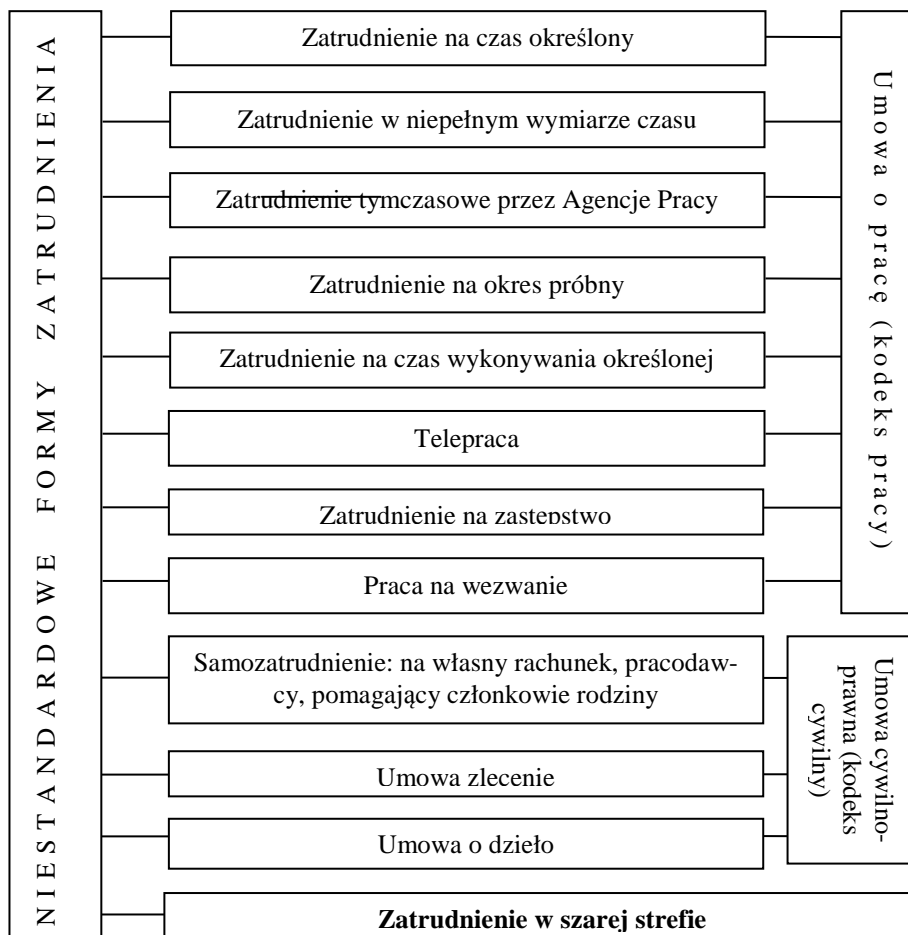 NIESTANDARDOWE FORMY ZATRUDNIENIA
Zatrudnienie na czas określony
Zatrudnienie w niepełnym wymiarze czasu
Zatrudnienie tymczasowe przez Agencje Pracy
Zatrudnienie na okres próbny
Zatrudnienie na czas wykonywania określonej
Telepraca
Zatrudnienie na zastępstwo
Praca na wezwanie
Umowa o pracę (kodeks pracy)
Samozatrudnienie: na własny rachunek, pracodaw-
cy, pomagający członkowie rodziny
Umowa zlecenie
Umowa o dzieło
Umowa cywilno-
prawna (kodeks
cywilny)
Zatrudnienie w szarej strefie